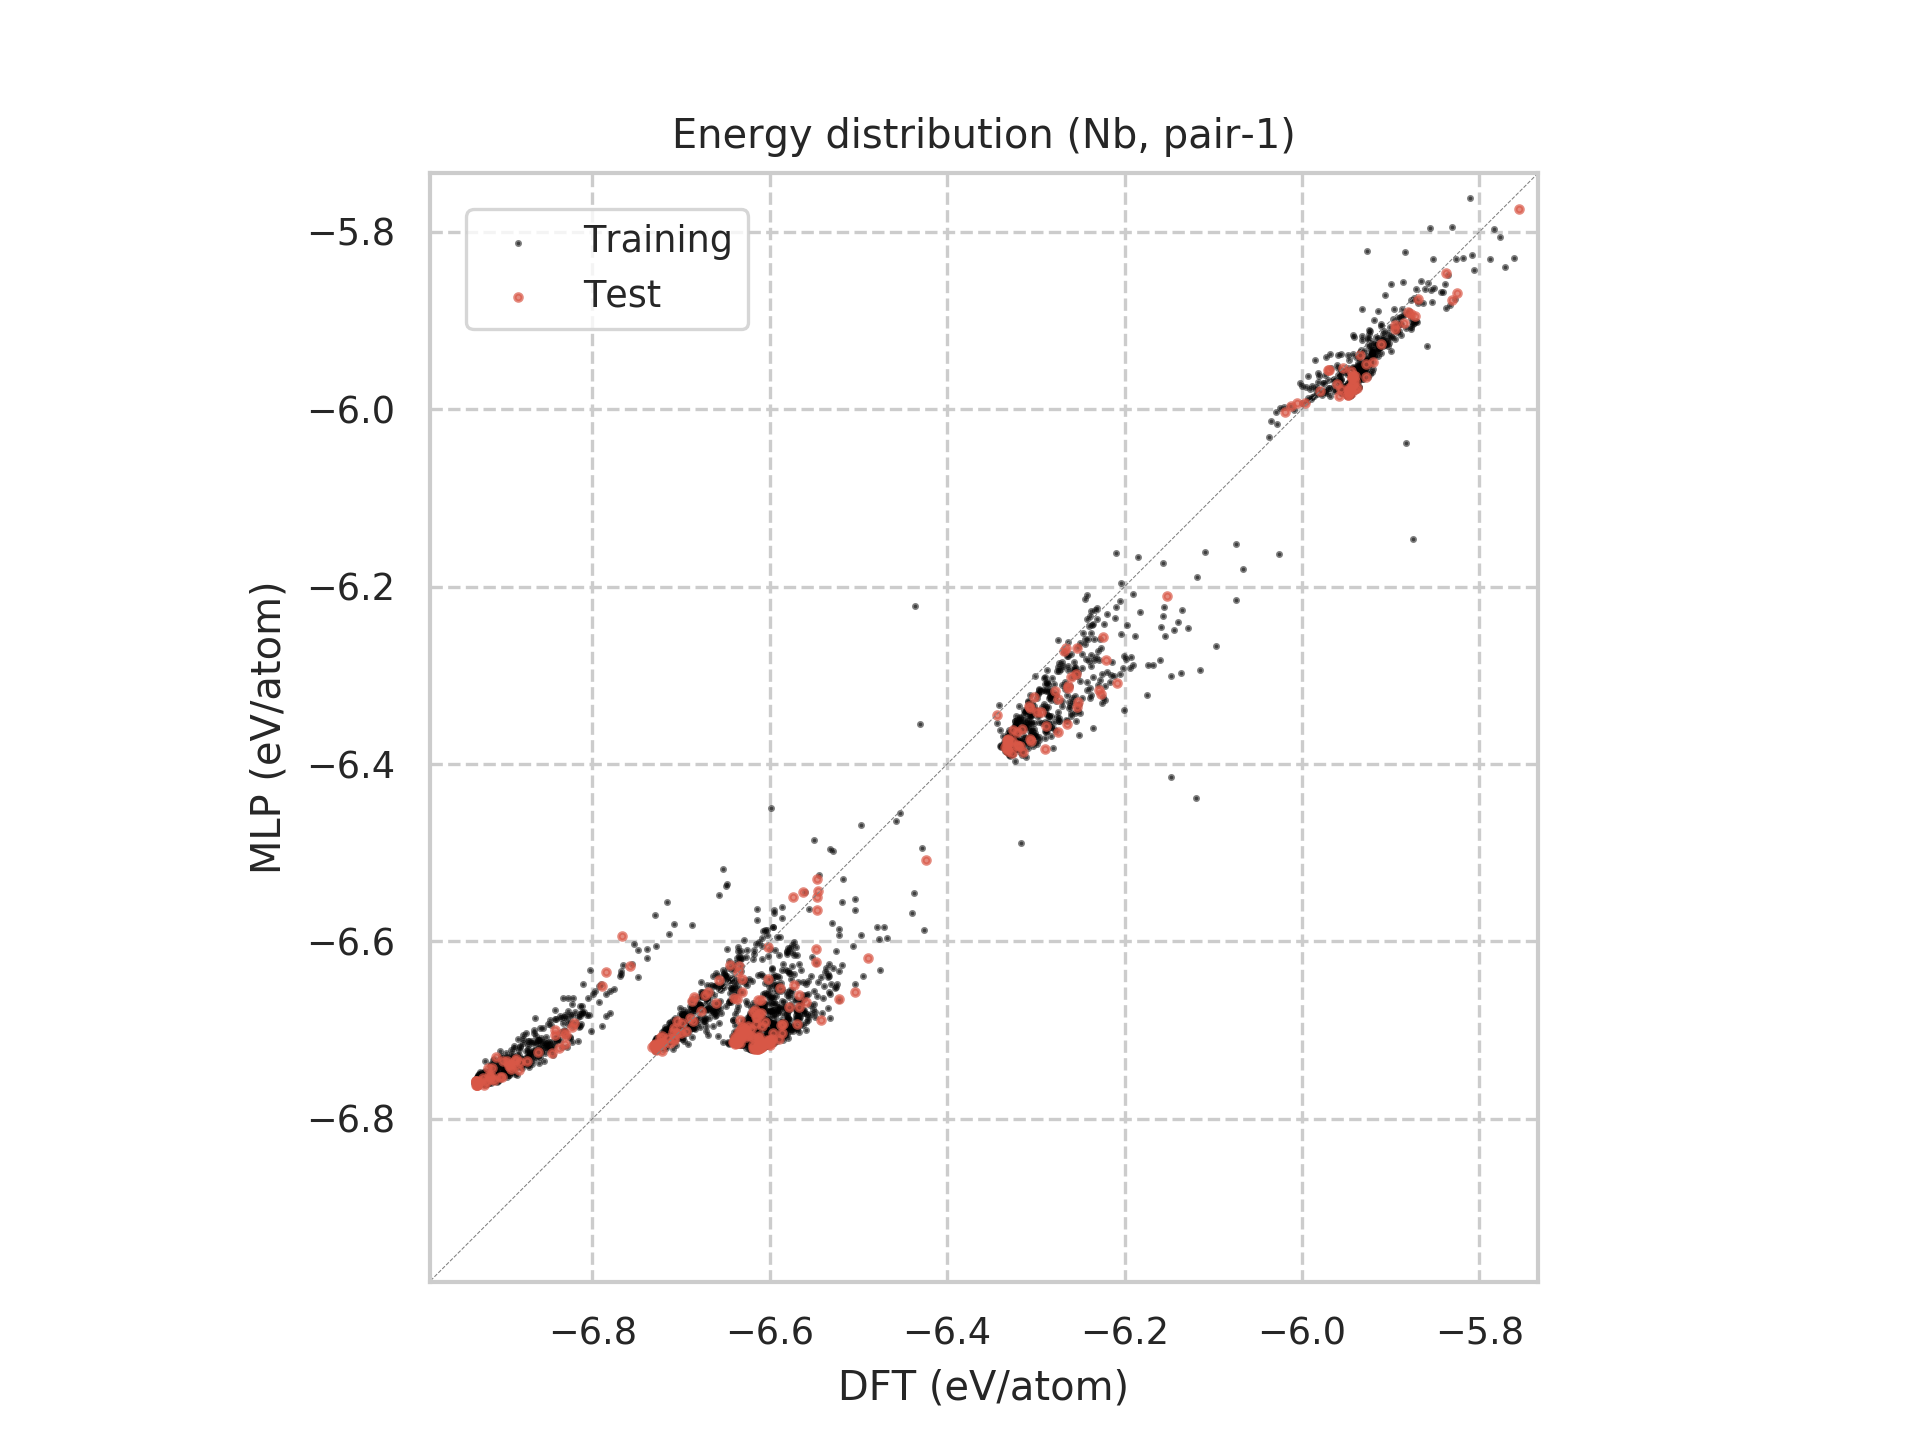 Energy distribution (Nb, pair-1)
Training
Test
−5.8
−6.0
−6.2
−6.4
−6.6
−6.8
MLP (eV/atom)
−6.8 −6.6 −6.4 −6.2 −6.0 −5.8
DFT (eV/atom)